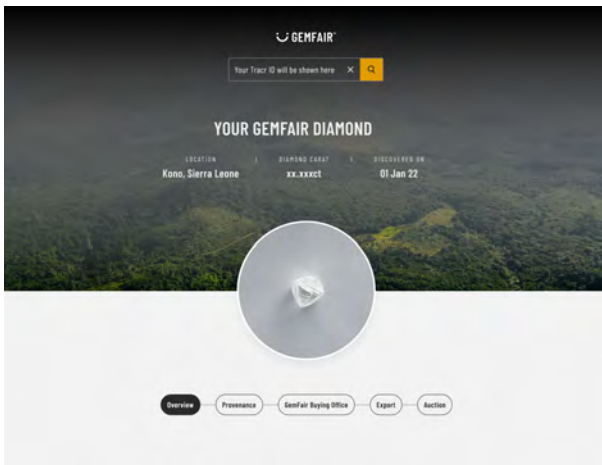 GEMFAIR™
Your Tracr ID will be shown here ×
YOUR GEMFAIR DIAMOND
LOCATION | DIAMOND CARAT | DISCOVERED ON
Kono, Sierra Leone xx.xxxct 01 Jan 22
Overview Provenance GemFair Buying Office Export Auction